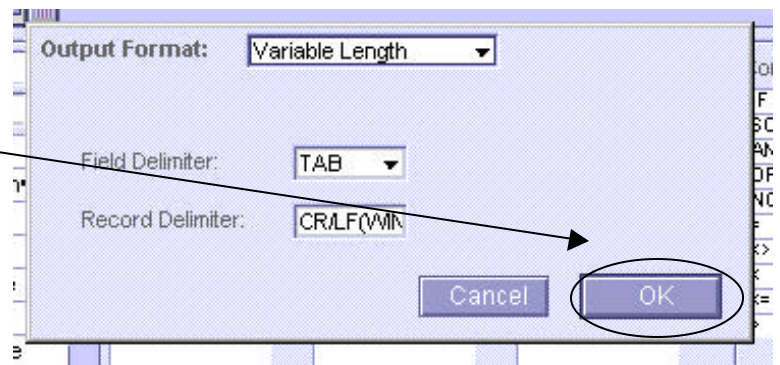 Output Format: Variable Length
Field Delimiter: TAB
Record Delimiter: CR/LF(WIN
Cancel OK